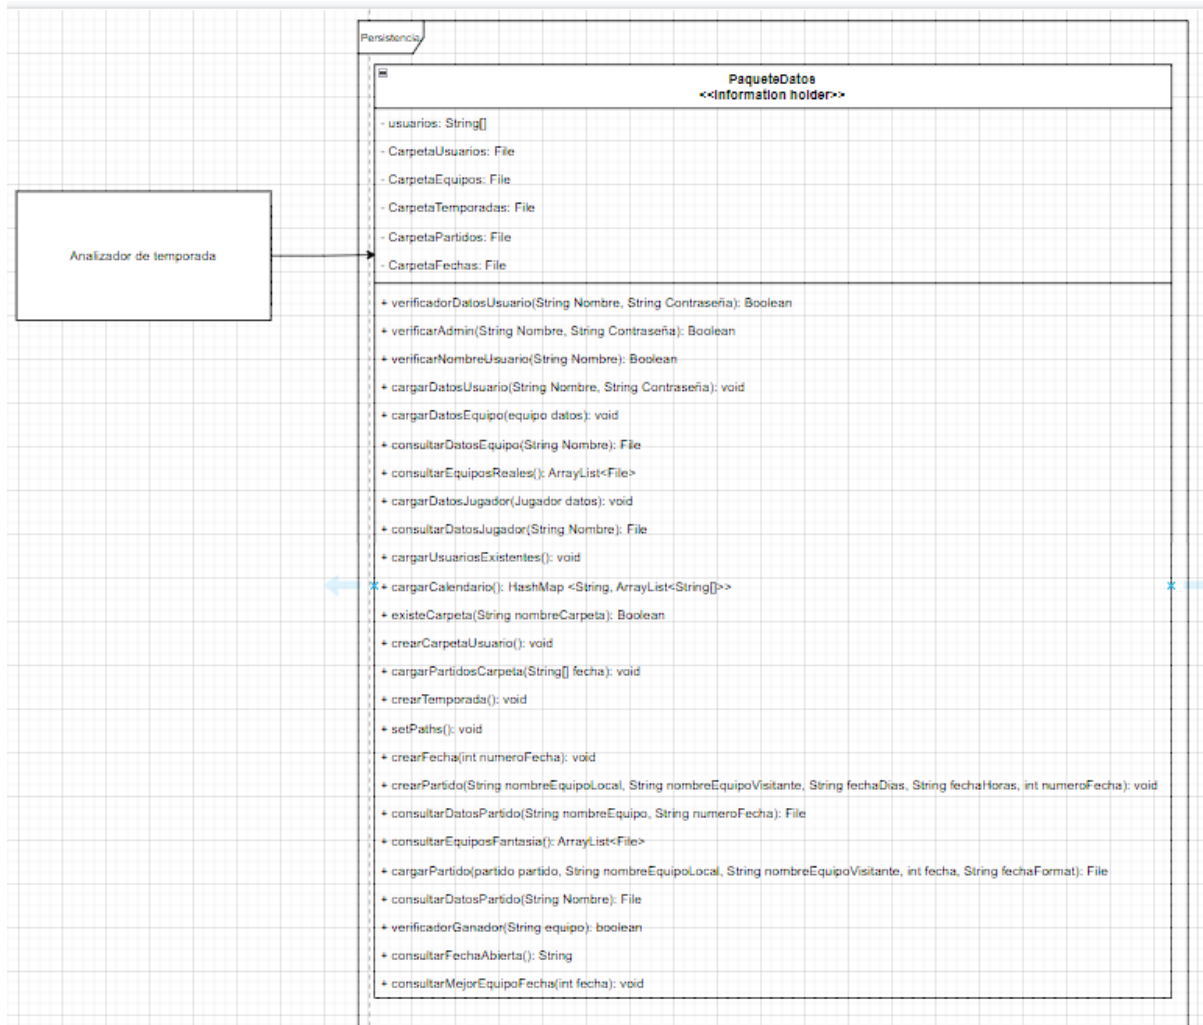 Persistencia
PaqueteDatos
<<Information holder>>
- usuarios: String[]
- CarpetaUsuarios: File
- CarpetaEquipos: File
- CarpetaTemporadas: File
- CarpetaPartidos: File
- CarpetaFechas: File
Analizador de temporada
+ verificadorDatosUsuario(String Nombre, String Contraseña): Boolean
+ verificarAdmin(String Nombre, String Contraseña): Boolean
+ verificarNombreUsuario(String Nombre): Boolean
+ cargarDatosUsuario(String Nombre, String Contraseña): void
+ cargarDatosEquipo(equipo datos): void
+ consultarDatosEquipo(String Nombre): File
+ consultarEquiposReales(): ArrayList<File>
+ cargarDatosJugador(Jugador datos): void
+ consultarDatosJugador(String Nombre): File
+ cargarUsuariosExistentes(): void
+ cargarCalendario(): HashMap <String, ArrayList<String[]>>
+ existeCarpeta(String nombreCarpeta): Boolean
+ crearCarpetaUsuario(): void
+ cargarPartidosCarpeta(String[] fecha): void
+ crearTemporada(): void
+ setPaths(): void
+ crearFecha(int numeroFecha): void
+ crearPartido(String nombreEquipoLocal, String nombreEquipoVisitante, String fechaDias, String fechaHoras, int numeroFecha): void
+ consultarDatosPartido(String nombreEquipo, String numeroFecha): File
+ consultarEquiposFantasia(): ArrayList<File>
+ cargarPartido(partido partido, String nombreEquipoLocal, String nombreEquipoVisitante, int fecha, String fechaFormat): File
+ consultarDatosPartido(String Nombre): File
+ verificadorGanador(String equipo): boolean
+ consultarFechaAbierta(): String
+ consultarMejorEquipoFecha(int fecha): void